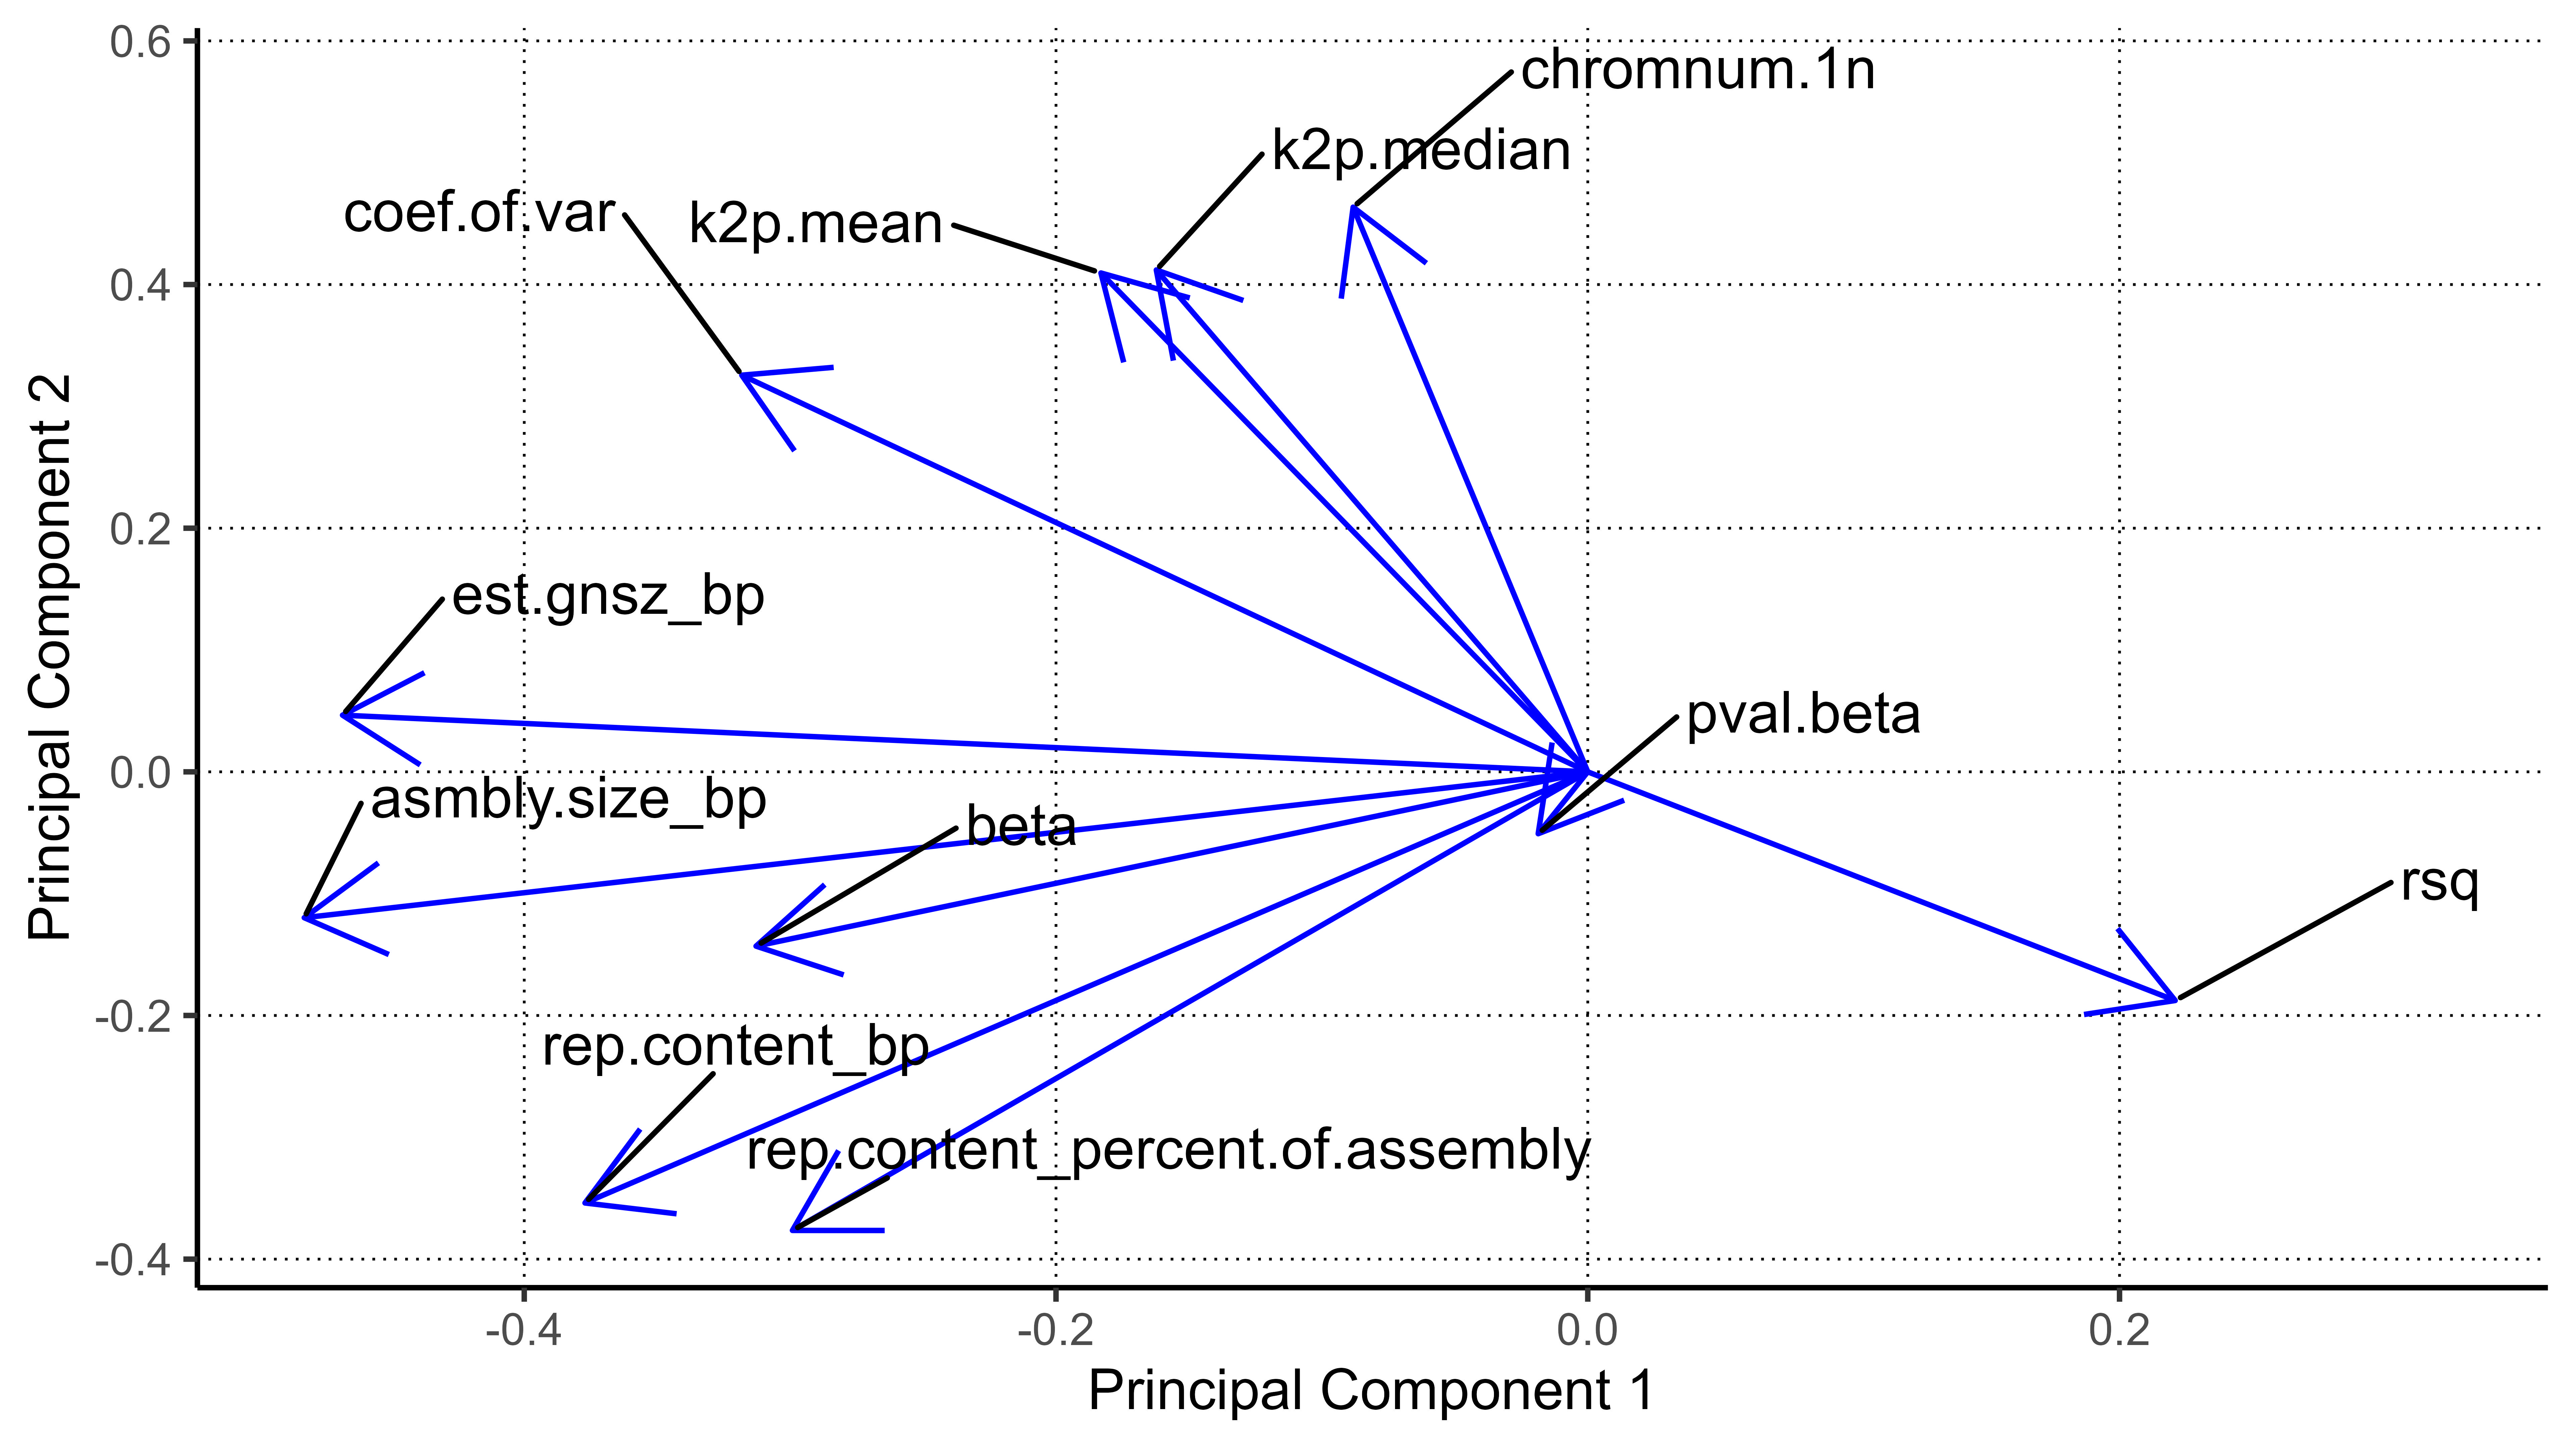 Principal Component 2
0.6
0.4
0.2
0.0
-0.2
-0.4
chromnum.1n
k2p.median
coef.of.var
k2p.mean
est.gnsz_bp
pval.beta
asmbly.size_bp
beta
rsq
rep.content_bp
rep.content_percent.of.assembly
-0.4
-0.2
0.0
0.2
Principal Component 1